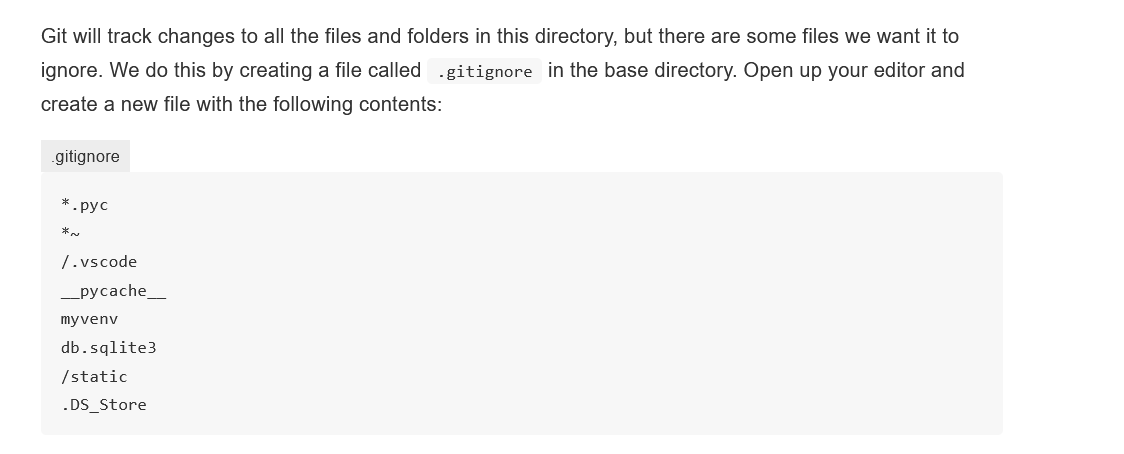 Git will track changes to all the files and folders in this directory, but there are some files we want it to
ignore. We do this by creating a file called .gitignore in the base directory. Open up your editor and
create a new file with the following contents:
.gitignore
*.pyc
*~
/.vscode
__pycache__
myvenv
db.sqlite3
/static
.DS_Store